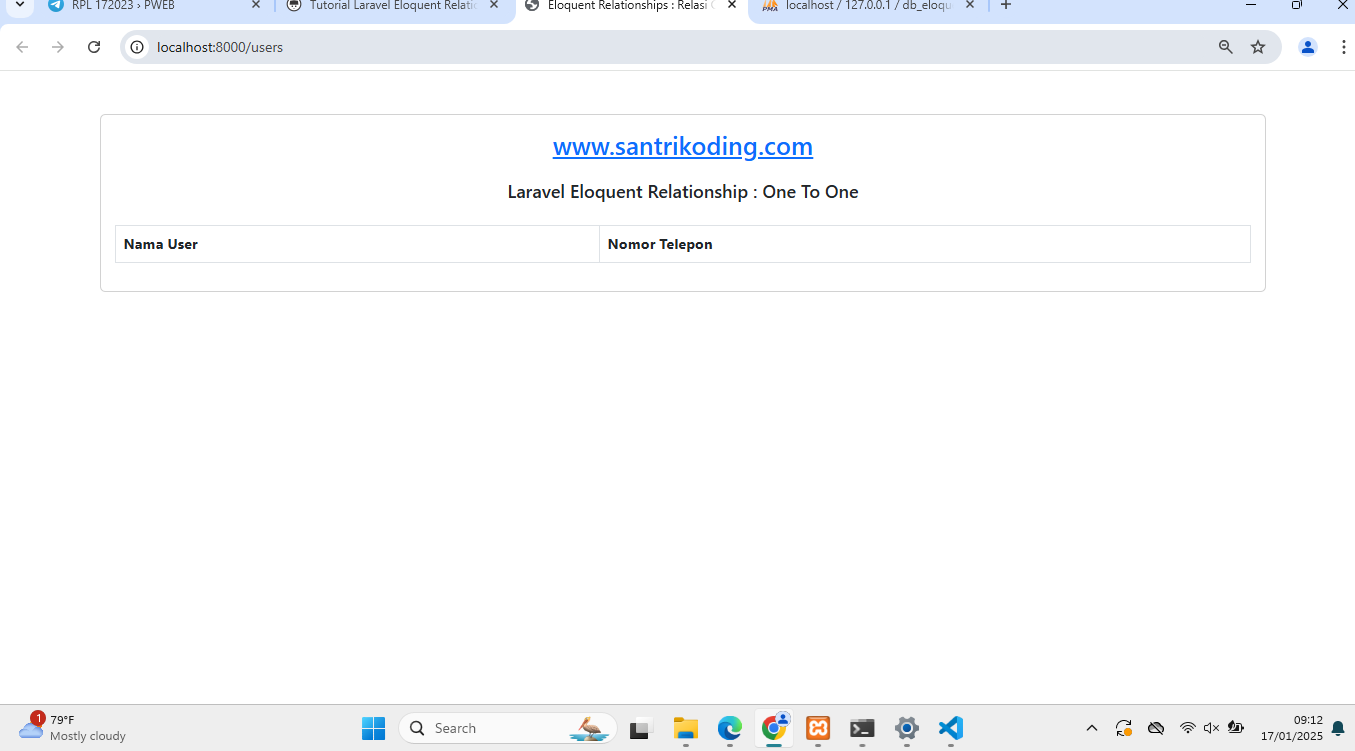 RPL 172023 › PWEB
Tutorial Laravel Eloquent Relatio
Eloquent Relationships : Relasi
localhost / 127.0.0.1 / db_eloque
localhost:8000/users
www.santrikoding.com
Laravel Eloquent Relationship : One To One
Nama User
Nomor Telepon
1
79°F
Mostly cloudy
Search
09:12
17/01/2025